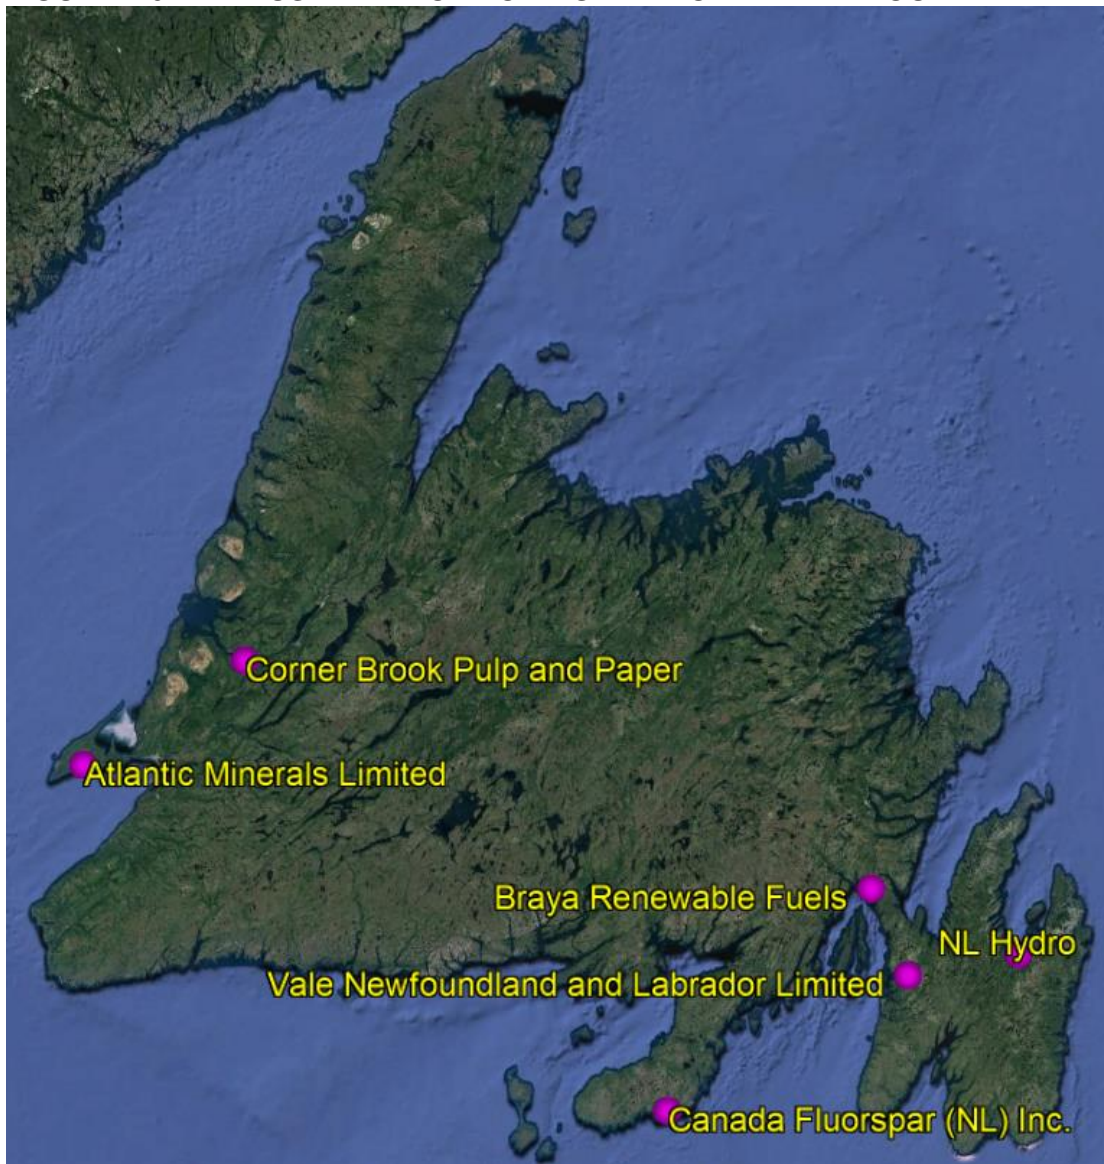 Corner Brook Pulp and Paper
Atlantic Minerals Limited
Braya Renewable Fuels
NL Hydro
Vale Newfoundland and Labrador Limited
Canada Fluorspar (NL) Inc.